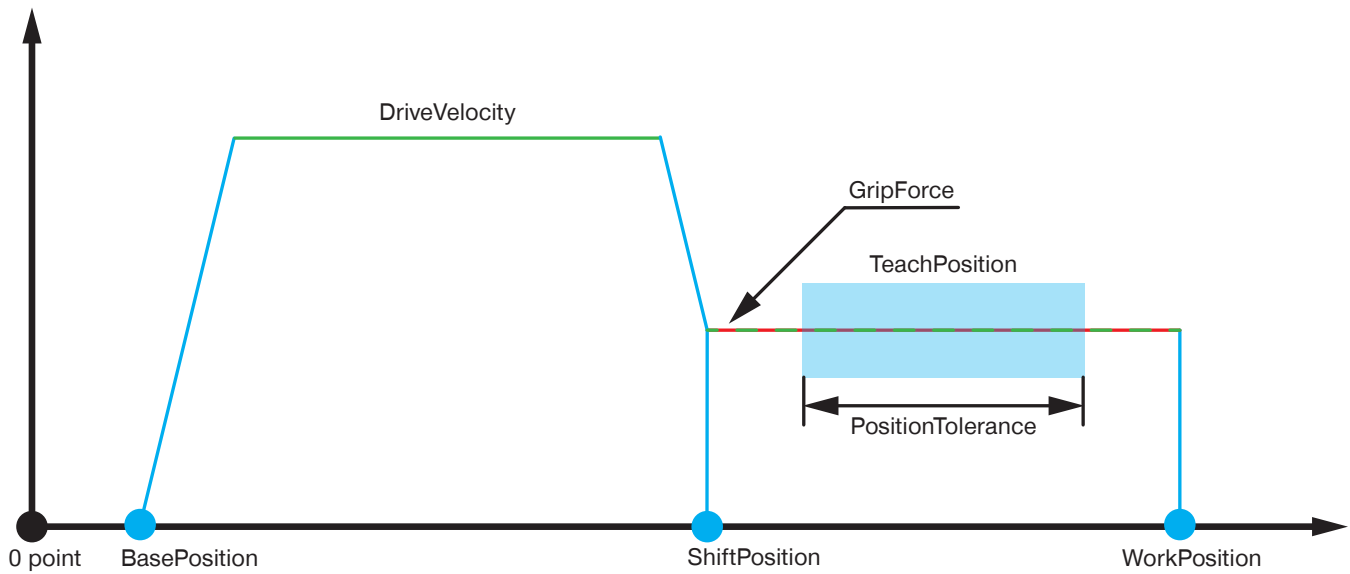 DriveVelocity
GripForce
TeachPosition
PositionTolerance
0 point
BasePosition
ShiftPosition
WorkPosition